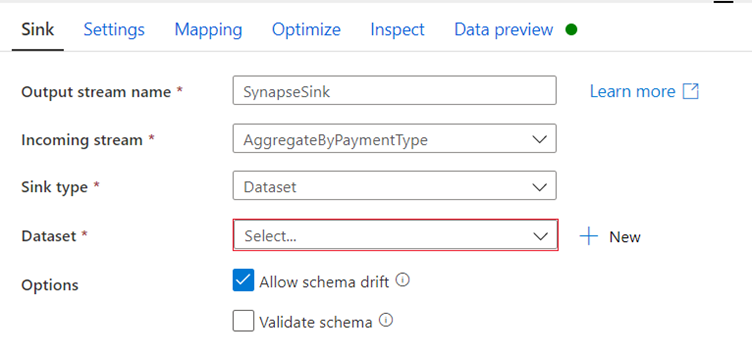 Sink Settings Mapping Optimize Inspect Data preview
Output stream name * SynapseSink Learn more
Incoming stream * AggregateByPaymentType
Sink type * Dataset
Dataset * Select... New
Options Allow schema drift
Validate schema